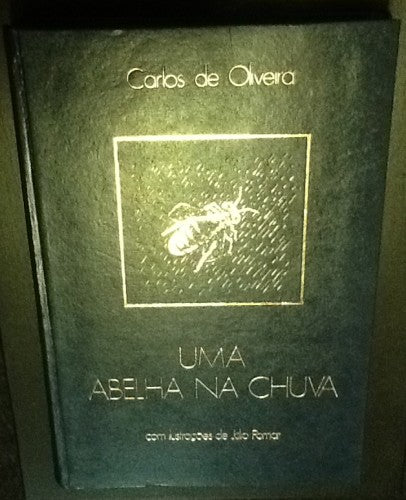 Carlos de Oliveira
UMA
ABELHA NA CHUVA
com ilustrações de Júlio Pomar